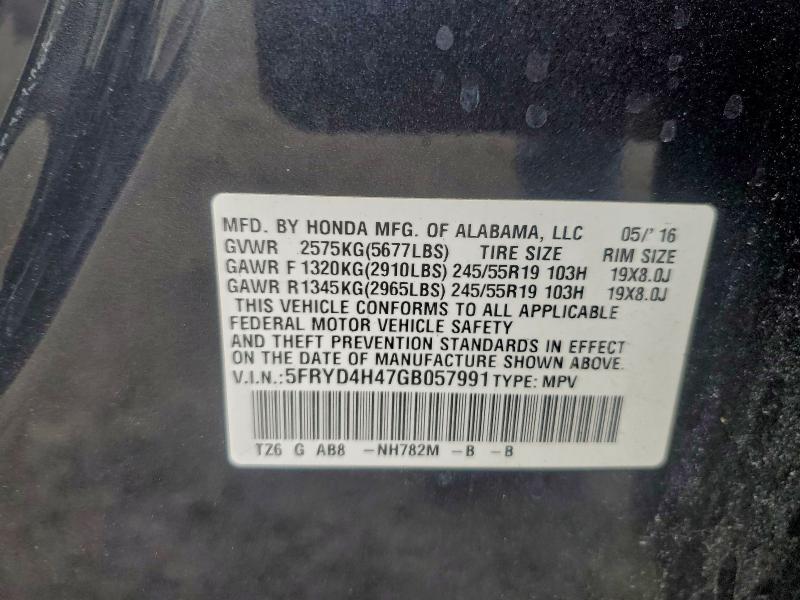 MFD. BY HONDA MFG. OF ALABAMA, LLC 05/' 16
GVWR 2575KG(5677LBS) TIRE SIZE RIM SIZE
GAWR F 1320KG(2910LBS) 245/55R19 103H 19X8.0J
GAWR R1345KG(2965LBS) 245/55R19 103H 19X8.0J
THIS VEHICLE CONFORMS TO ALL APPLICABLE
FEDERAL MOTOR VEHICLE SAFETY
AND THEFT PREVENTION STANDARDS IN EFFECT
ON THE DATE OF MANUFACTURE SHOWN ABOVE.
V.I.N.:5FRYD4H47GB057991 TYPE: MPV
TZ6 G AB8 -NH782M -B -B